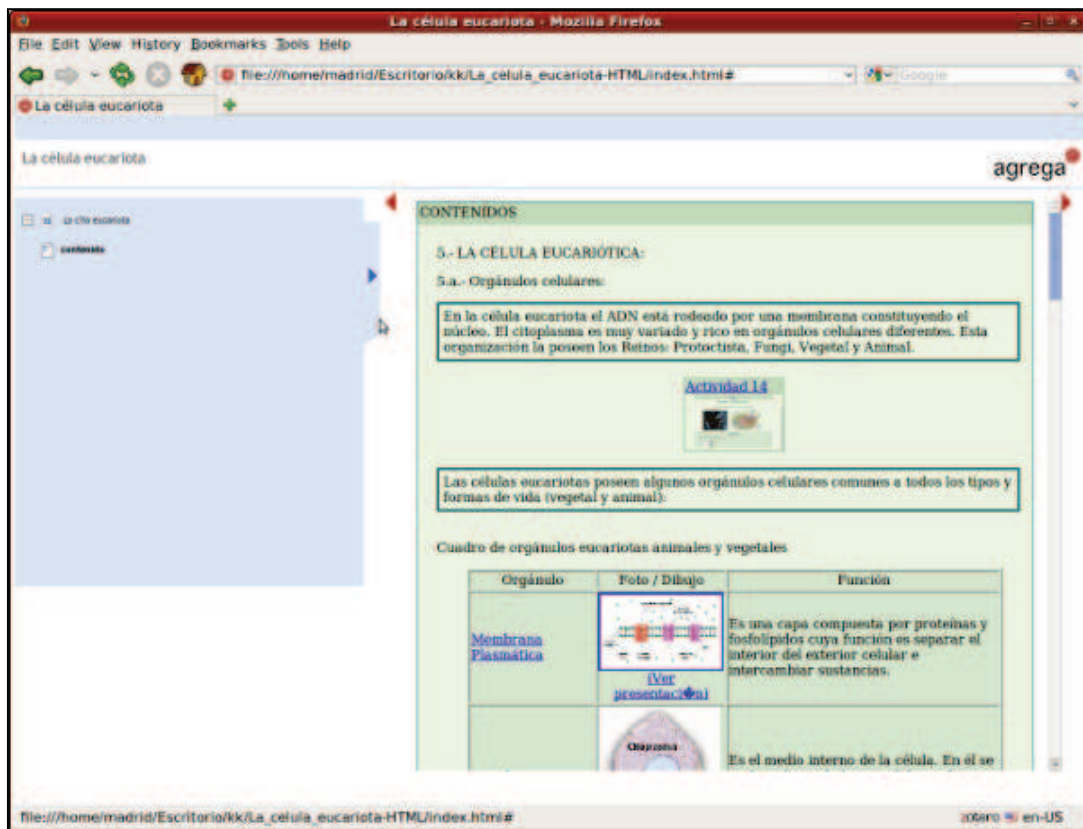 La célula eucariota - Mozilla Firefox
File Edit View History Bookmarks Tools Help
file:///home/madrid/Escritorio/kk/La_celula_eucariota-HTML/index.html#
Google
La célula eucariota
La célula eucariota
agrega
contenido
CONTENIDOS
5.- LA CÉLULA EUCARIÓTICA:
5.a.- Orgánulos celulares:
En la célula eucariota el ADN está rodeado por una membrana constituyendo el
núcleo. El citoplasma es muy variado y rico en orgánulos celulares diferentes. Esta
organización la poseen los Reinos: Protoctista, Fungi, Vegetal y Animal.
Actividad 14
Las células eucariotas poseen algunos orgánulos celulares comunes a todos los tipos y
formas de vida (vegetal y animal):
Cuadro de orgánulos eucariotas animales y vegetales
Orgánulo Foto / Dibujo Función
Membrana
Plasmática
¡Ver
presentaci�n!
Es una capa compuesta por proteínas y
fosfolípidos cuya función es separar el
interior del exterior celular e
intercambiar sustancias.
Citoplasma
Es el medio interno de la célula. En él se
file:///home/madrid/Escritorio/kk/La_celula_eucariota-HTML/index.html#
zotero en-US